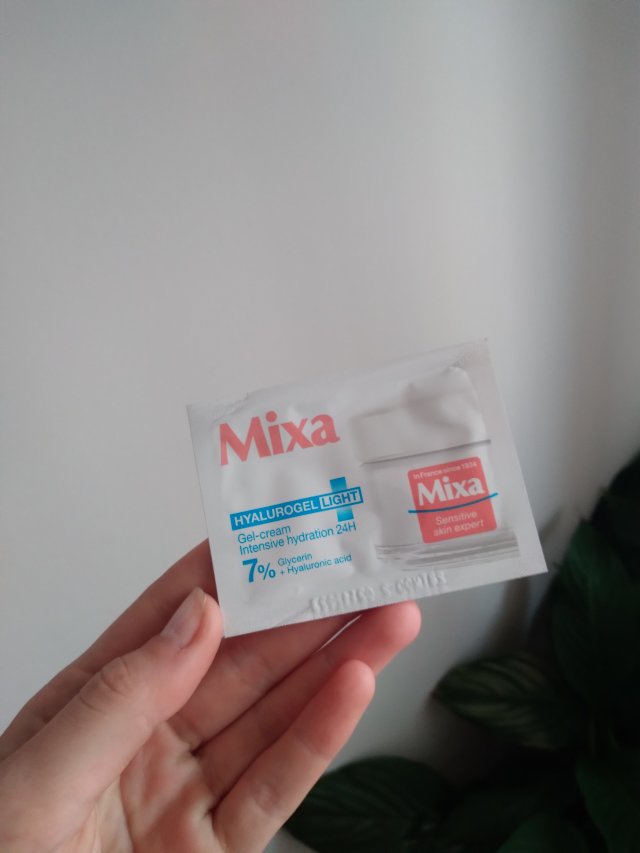 Mixa
HYALUROGEL LIGHT
Gel-cream
Intensive hydration 24H
7% Glycerin
+ Hyaluronic acid
in France since 1924
Mixa
Sensitive
skin expert